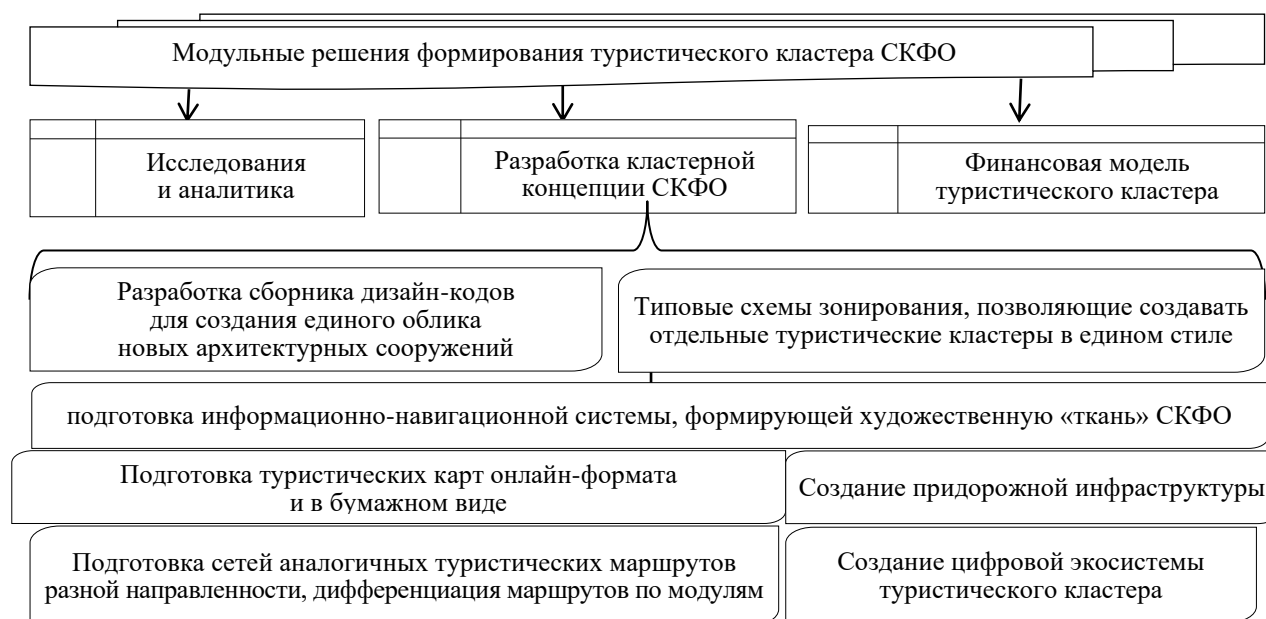 Модульные решения формирования туристического кластера СКФО
Исследования
и аналитика
Разработка кластерной
концепции СКФО
Финансовая модель
туристического кластера
Разработка сборника дизайн-кодов
для создания единого облика
новых архитектурных сооружений
Типовые схемы зонирования, позволяющие создавать
отдельные туристические кластеры в едином стиле
подготовка информационно-навигационной системы, формирующей художественную «ткань» СКФО
Подготовка туристических карт онлайн-формата
и в бумажном виде
Создание придорожной инфраструктуры
Подготовка сетей аналогичных туристических маршрутов
разной направленности, дифференциация маршрутов по модулям
Создание цифровой экосистемы
туристического кластера